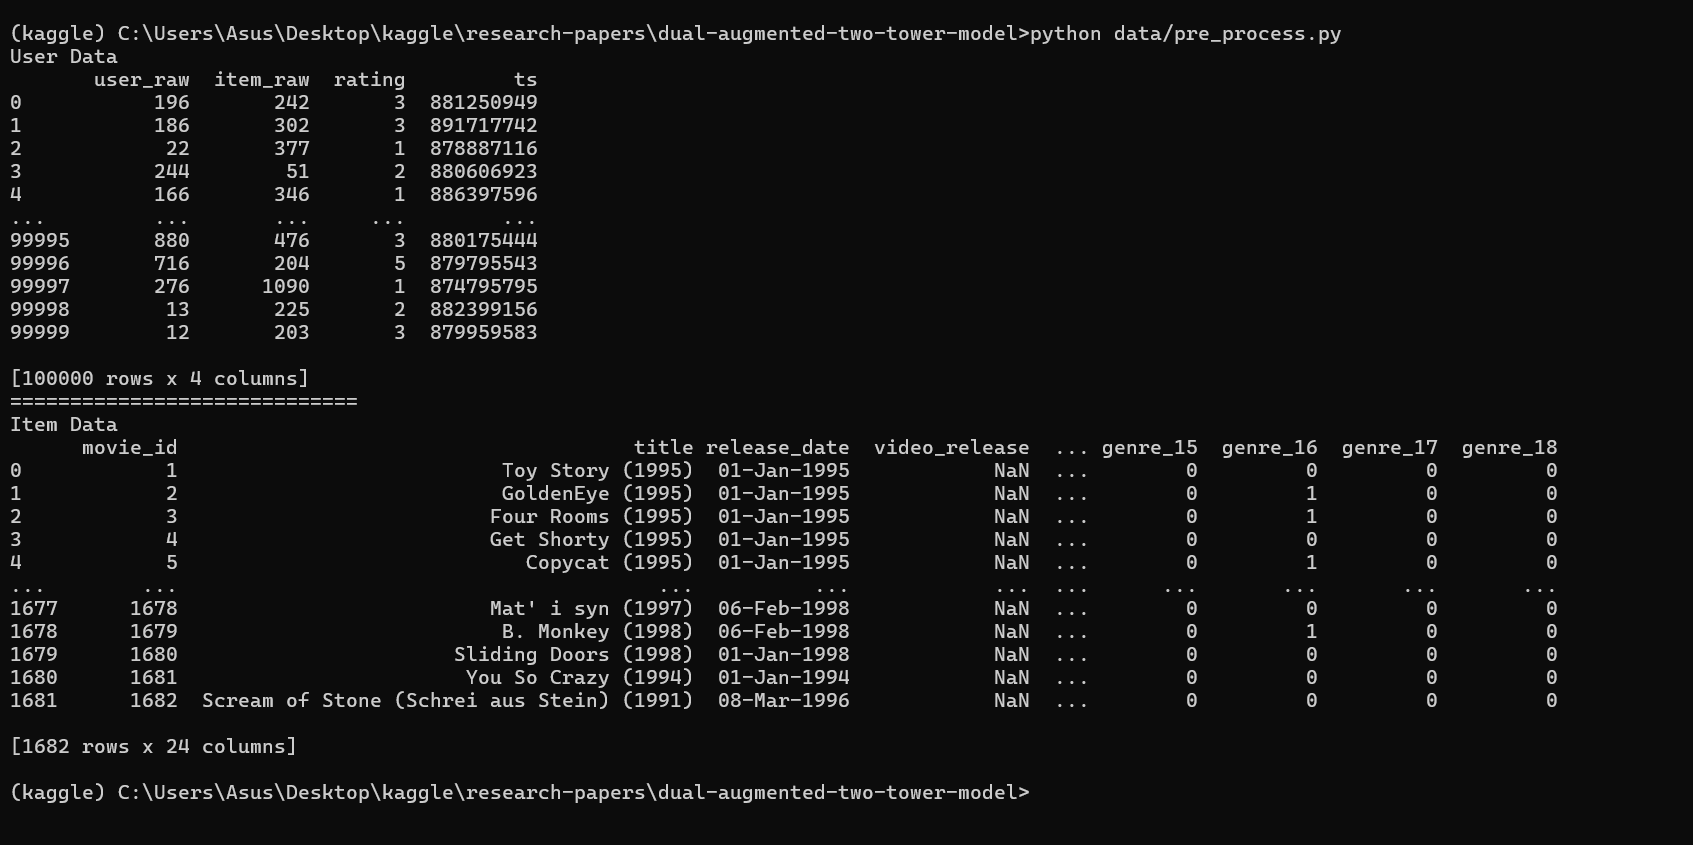 (kaggle) C:\Users\Asus\Desktop\kaggle\research-papers\dual-augmented-two-tower-model>python data/pre_process.py
User Data
       user_raw  item_raw  rating         ts
0           196       242       3  881250949
1           186       302       3  891717742
2            22       377       1  878887116
3           244        51       2  880606923
4           166       346       1  886397596
...         ...       ...     ...        ...
99995       880       476       3  880175444
99996       716       204       5  879795543
99997       276      1090       1  874795795
99998        13       225       2  882399156
99999        12       203       3  879959583
[100000 rows x 4 columns]
=============================
Item Data
      movie_id                                      title release_date  video_release  ... genre_15  genre_16  genre_17  genre_18
0            1                           Toy Story (1995)  01-Jan-1995            NaN  ...        0         0         0         0
1            2                           GoldenEye (1995)  01-Jan-1995            NaN  ...        0         1         0         0
2            3                          Four Rooms (1995)  01-Jan-1995            NaN  ...        0         1         0         0
3            4                          Get Shorty (1995)  01-Jan-1995            NaN  ...        0         0         0         0
4            5                             Copycat (1995)  01-Jan-1995            NaN  ...        0         1         0         0
...        ...                                        ...          ...            ...  ...      ...       ...       ...       ...
1677      1678                          Mat' i syn (1997)  06-Feb-1998            NaN  ...        0         0         0         0
1678      1679                           B. Monkey (1998)  06-Feb-1998            NaN  ...        0         1         0         0
1679      1680                       Sliding Doors (1998)  01-Jan-1998            NaN  ...        0         0         0         0
1680      1681                        You So Crazy (1994)  01-Jan-1994            NaN  ...        0         0         0         0
1681      1682  Scream of Stone (Schrei aus Stein) (1991)  08-Mar-1996            NaN  ...        0         0         0         0
[1682 rows x 24 columns]
(kaggle) C:\Users\Asus\Desktop\kaggle\research-papers\dual-augmented-two-tower-model>